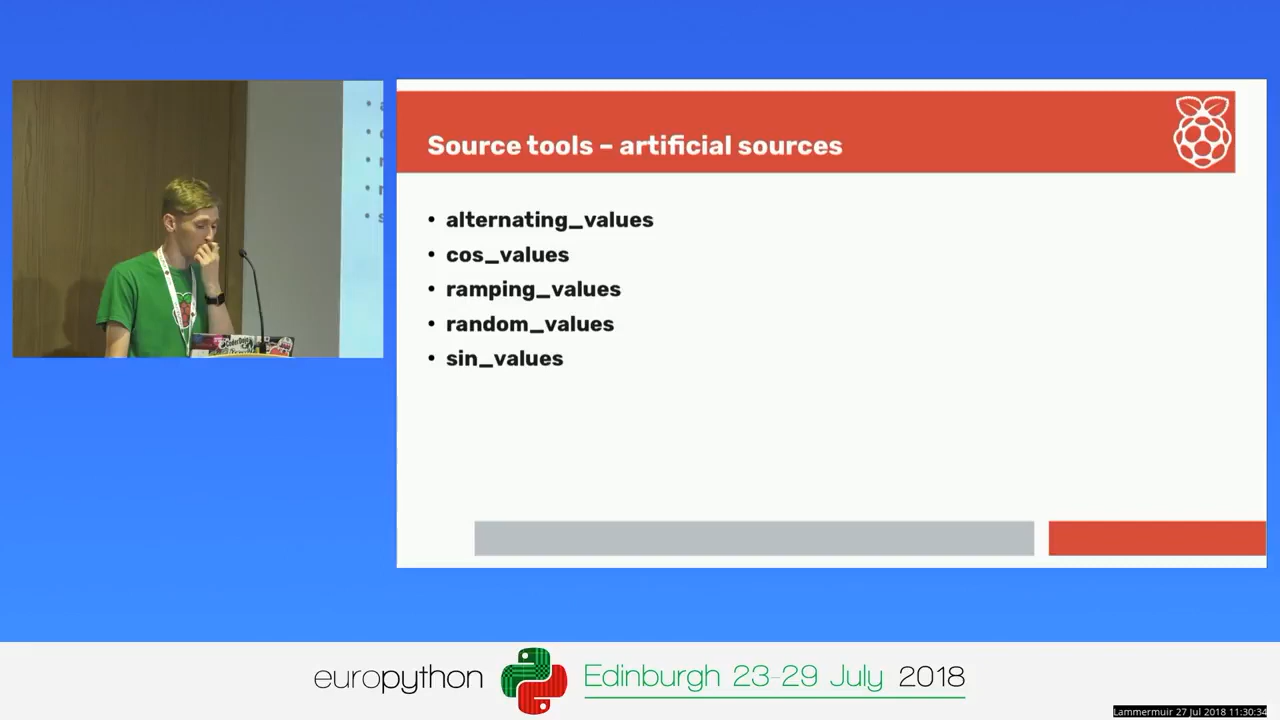 Source tools – artificial sources
• alternating_values
• cos_values
• ramping_values
• random_values
• sin_values
europython
Edinburgh 23-29 July 2018
Lammermuir 27 Jul 2018 11:30:34